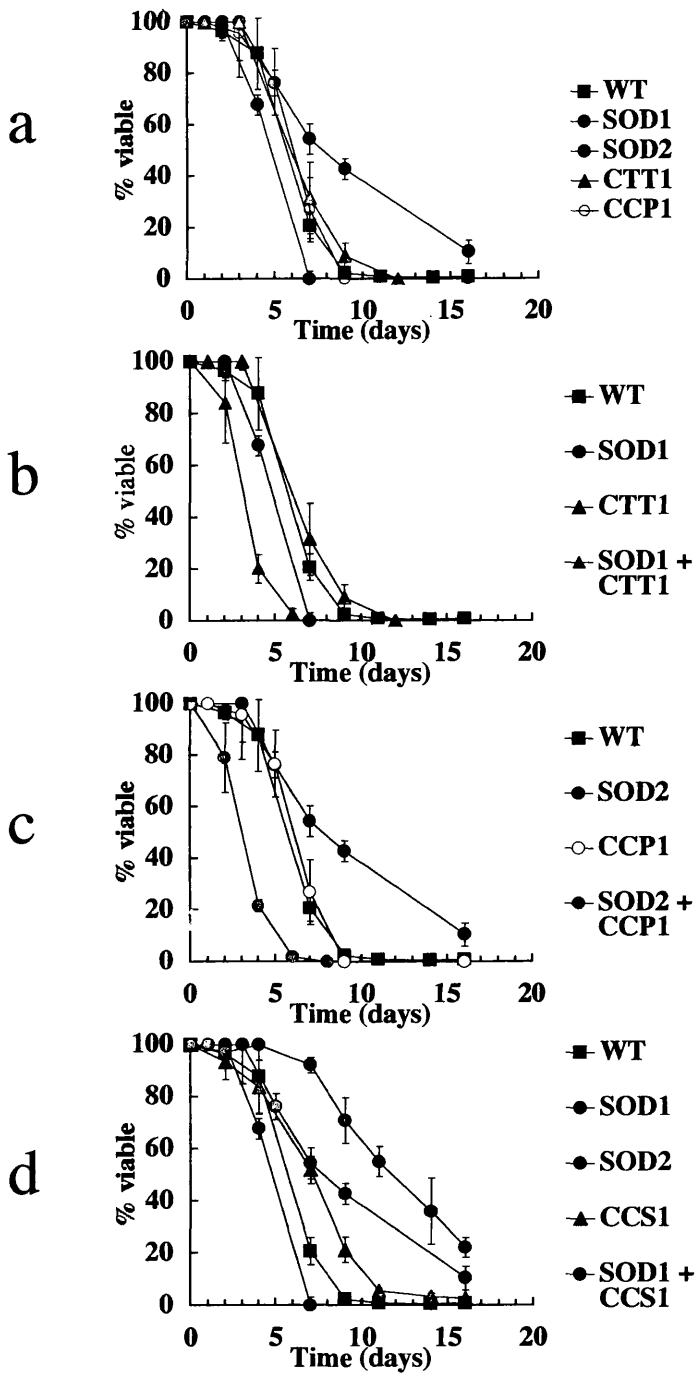 a
% viable
100
80
60
40
20
0
0 5 10 15 20
Time (days)
WT
SOD1
SOD2
CTT1
CCP1
b
% viable
100
80
60
40
20
0
0 5 10 15 20
Time (days)
WT
SOD1
CTT1
SOD1 +
CTT1
c
% viable
100
80
60
40
20
0
0 5 10 15 20
Time (days)
WT
SOD2
CCP1
SOD2 +
CCP1
d
% viable
100
80
60
40
20
0
0 5 10 15 20
Time (days)
WT
SOD1
SOD2
CCS1
SOD1 +
CCS1